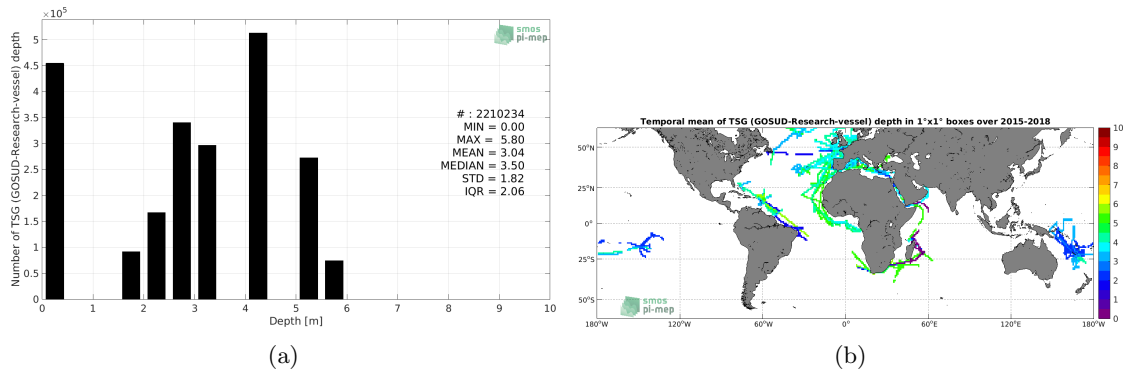 ×10⁵
5
4.5
4
3.5
3
2.5
2
1.5
1
0.5
0
Number of TSG (GOSUD-Research-vessel) depth
smos
pi-mep
# : 2210234
MIN = 0.00
MAX = 5.80
MEAN = 3.04
MEDIAN = 3.50
STD = 1.82
IQR = 2.06
0 1 2 3 4 5 6 7 8 9 10
Depth [m]
(a)
Temporal mean of TSG (GOSUD-Research-vessel) depth in 1°x1° boxes over 2015-2018
50°N
25°N
0°
25°S
50°S
smos
pi-mep
180°W 120°W 60°W 0° 60°E 120°E 180°W
10
9
8
7
6
5
4
3
2
1
0
(b)